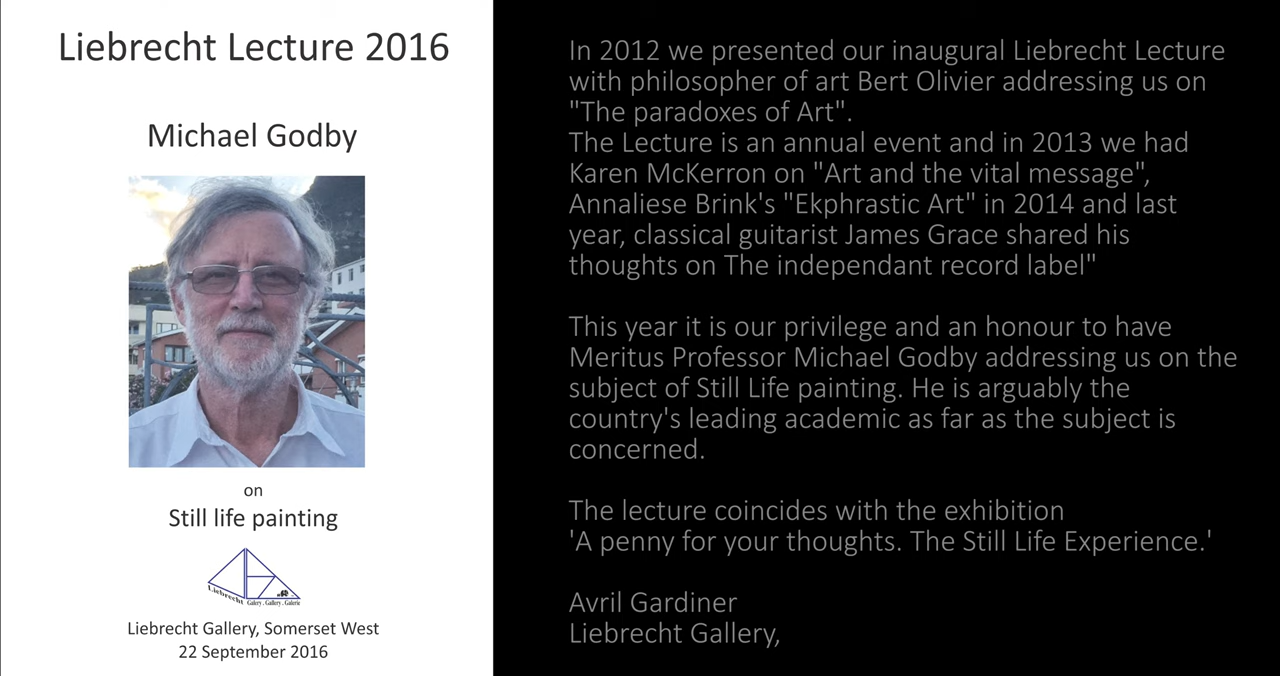 Liebrecht Lecture 2016
Michael Godby
on
Still life painting
Liebrecht Galery . Gallery . Galerie
Liebrecht Gallery, Somerset West
22 September 2016
In 2012 we presented our inaugural Liebrecht Lecture
with philosopher of art Bert Olivier addressing us on
"The paradoxes of Art".
The Lecture is an annual event and in 2013 we had
Karen McKerron on "Art and the vital message",
Annaliese Brink's "Ekphrastic Art" in 2014 and last
year, classical guitarist James Grace shared his
thoughts on The independant record label"
This year it is our privilege and an honour to have
Meritus Professor Michael Godby addressing us on the
subject of Still Life painting. He is arguably the
country's leading academic as far as the subject is
concerned.
The lecture coincides with the exhibition
'A penny for your thoughts. The Still Life Experience.'
Avril Gardiner
Liebrecht Gallery,